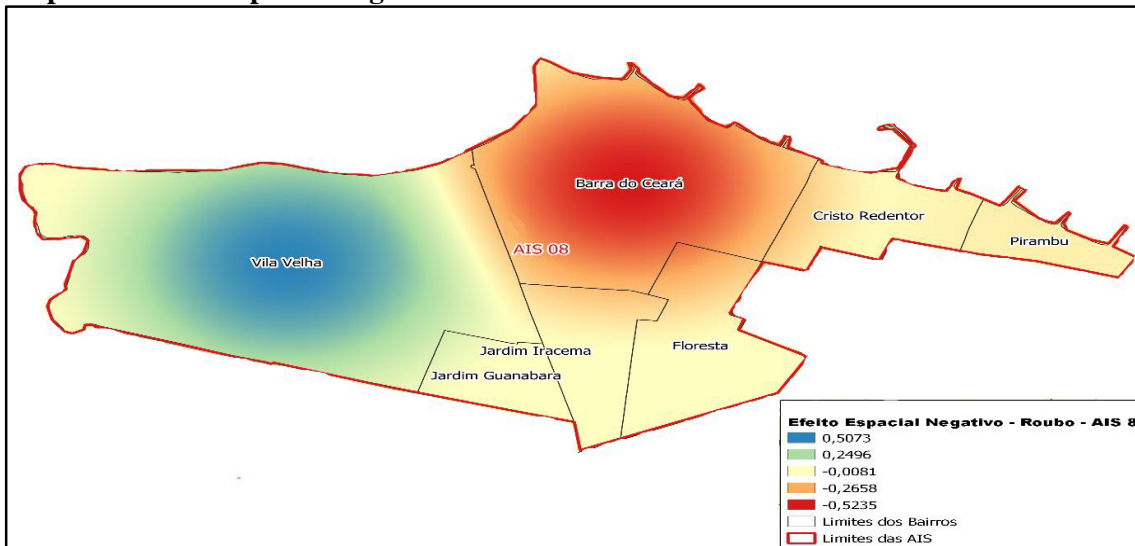 Barra do Ceará
Cristo Redentor
Pirambu
AIS 08
Vila Velha
Floresta
Jardim Iracema
Jardim Guanabara
Efeito Espacial Negativo - Roubo - AIS 8
0,5073
0,2496
-0,0081
-0,2658
-0,5235
Limites dos Bairros
Limites das AIS